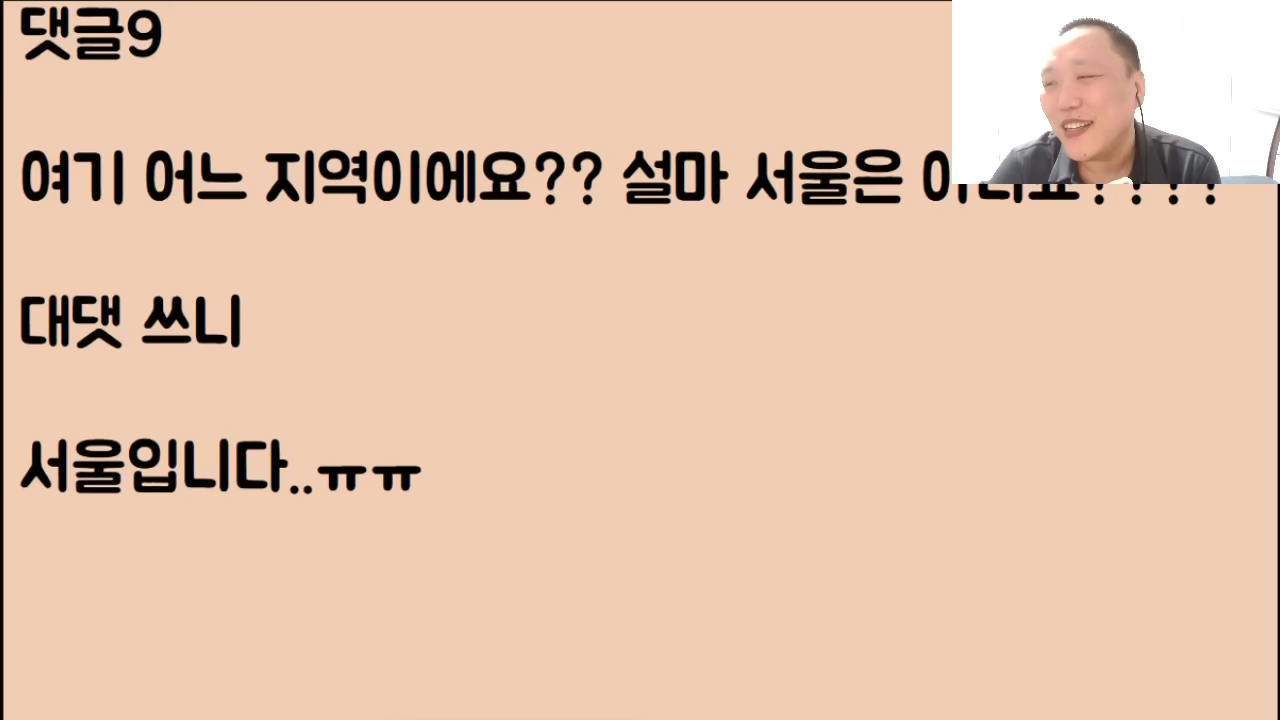 댓글9
여기 어느 지역이에요?? 설마 서울은
대댓 쓰니
서울입니다..ㅠㅠ